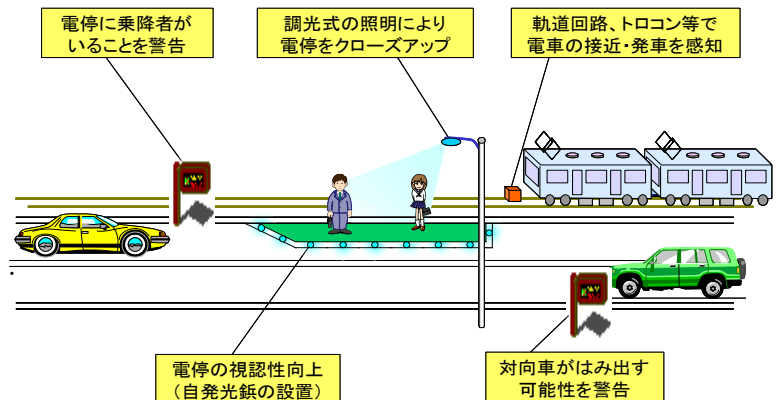 電停に乗降者が
いることを警告
調光式の照明により
電停をクローズアップ
軌道回路、トロコン等で
電車の接近・発車を感知
電停の視認性向上
（自発光鋲の設置）
対向車がはみ出す
可能性を警告